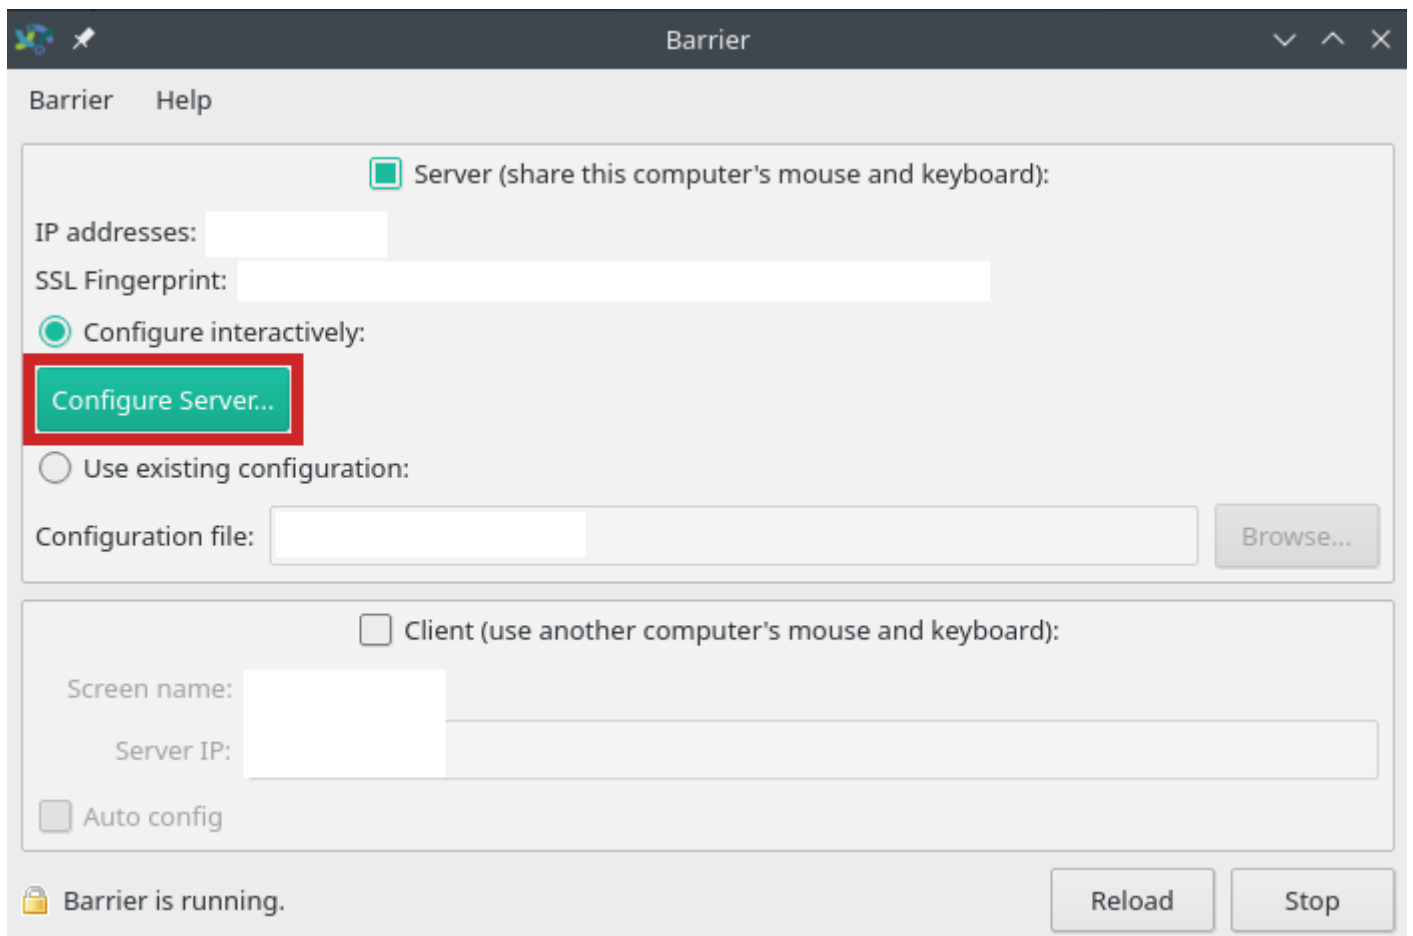 Barrier
Barrier Help
Server (share this computer's mouse and keyboard):
IP addresses:
SSL Fingerprint:
Configure interactively:
Configure Server...
Use existing configuration:
Configuration file: Browse...
Client (use another computer's mouse and keyboard):
Screen name:
Server IP:
Auto config
Barrier is running. Reload Stop